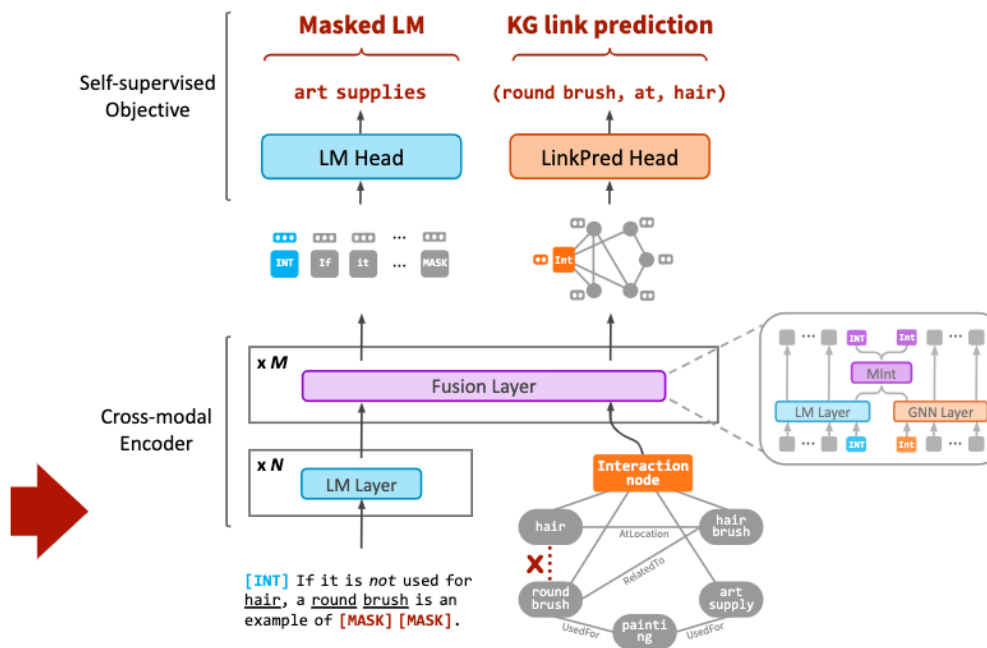 Masked LM
KG link prediction
Self-supervised
Objective
art supplies
(round brush, at, hair)
LM Head
LinkPred Head
INT
If
it
...
MASK
Int
x M
Fusion Layer
Cross-modal
Encoder
x N
LM Layer
INT
Int
MInt
LM Layer
GNN Layer
INT
Int
Interaction
node
hair
hair
brush
AtLocation
X
RelatedTo
round
brush
art
supply
UsedFor
painti
ng
UsedFor
[INT] If it is not used for
hair, a round brush is an
example of [MASK] [MASK].